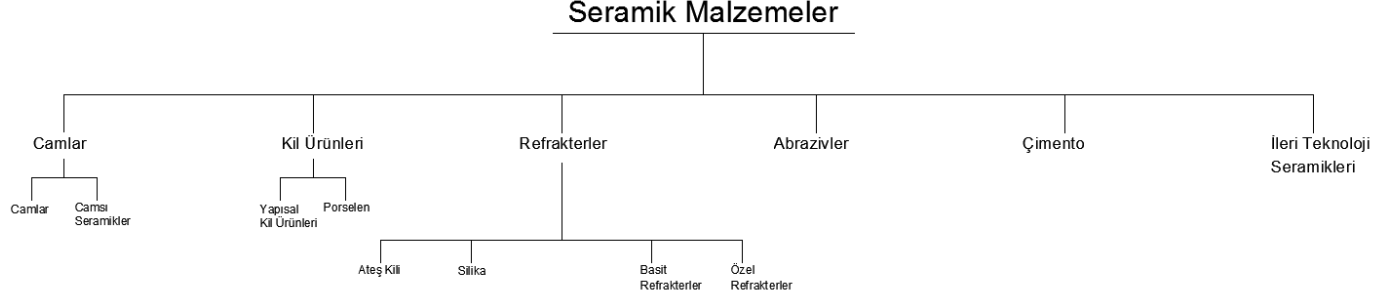 Seramik Malzemeler
Camlar
Kil Ürünleri
Refrakterler
Abrazivler
Çimento
İleri Teknoloji
Seramikleri
Camlar
Camsı
Seramikler
Yapısal
Kil Ürünleri
Porselen
Ateş Kili
Silika
Basit
Refrakterler
Özel
Refrakterler